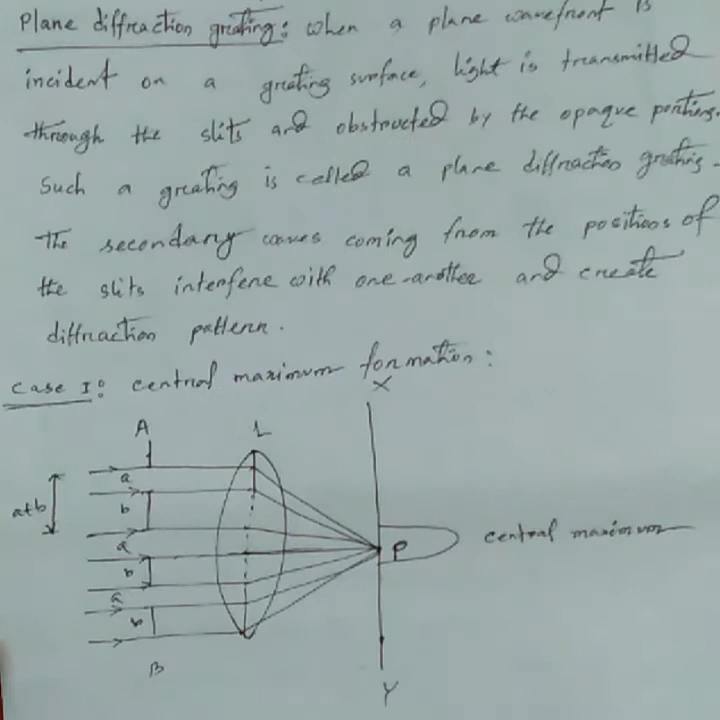 Plane diffraction grating: when a plane wavefront is
incident on a grating surface, light is transmitted
through the slits and obstructed by the opaque portions.
Such a grating is called a plane diffraction grating.
The secondary waves coming from the positions of
the slits interfere with one-another and create
diffraction pattern.
Case I: central maximum formation:
X
A L
a
a+b b
a
P central maximum
b
a
b
B
Y